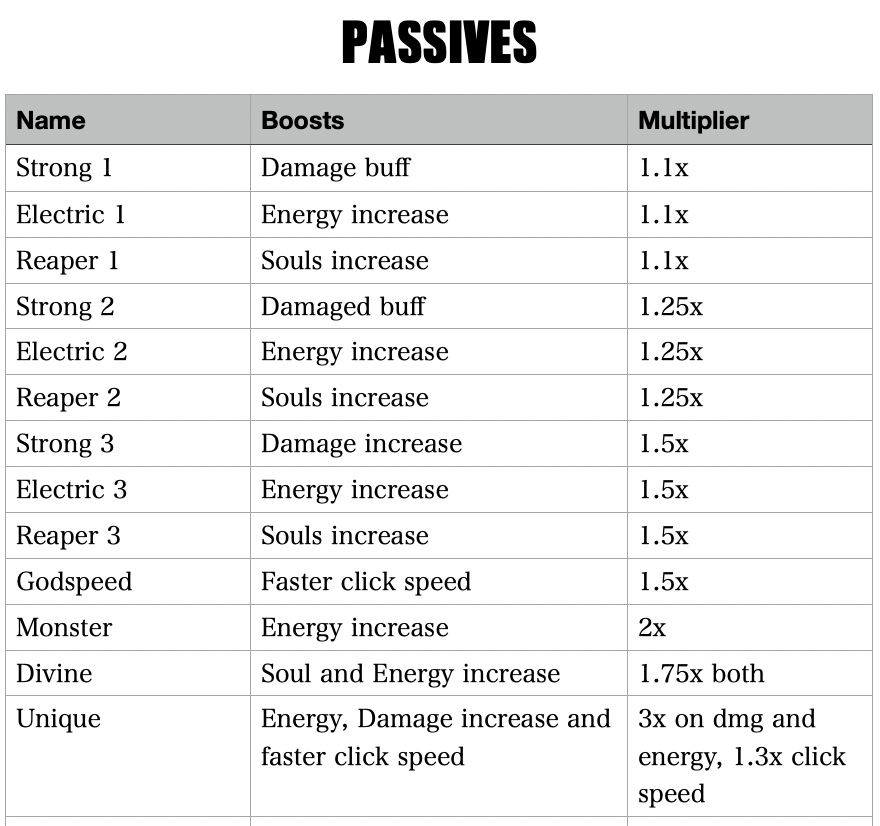 PASSIVES
Name Boosts Multiplier
Strong 1 Damage buff 1.1x
Electric 1 Energy increase 1.1x
Reaper 1 Souls increase 1.1x
Strong 2 Damaged buff 1.25x
Electric 2 Energy increase 1.25x
Reaper 2 Souls increase 1.25x
Strong 3 Damage increase 1.5x
Electric 3 Energy increase 1.5x
Reaper 3 Souls increase 1.5x
Godspeed Faster click speed 1.5x
Monster Energy increase 2x
Divine Soul and Energy increase 1.75x both
Unique Energy, Damage increase and 3x on dmg and
faster click speed energy, 1.3x click
speed